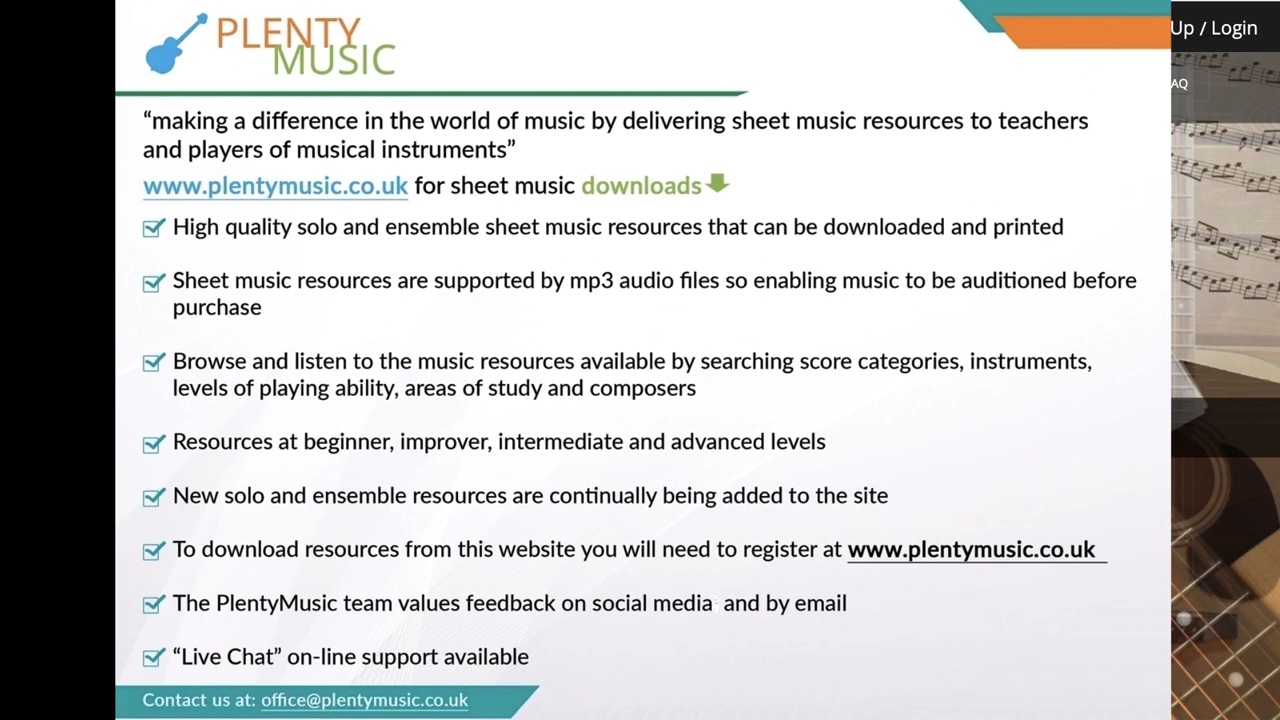 PLENTY
MUSIC
Up / Login
AQ
“making a difference in the world of music by delivering sheet music resources to teachers
and players of musical instruments”
www.plentymusic.co.uk for sheet music downloads
High quality solo and ensemble sheet music resources that can be downloaded and printed
Sheet music resources are supported by mp3 audio files so enabling music to be auditioned before
purchase
Browse and listen to the music resources available by searching score categories, instruments,
levels of playing ability, areas of study and composers
Resources at beginner, improver, intermediate and advanced levels
New solo and ensemble resources are continually being added to the site
To download resources from this website you will need to register at www.plentymusic.co.uk
The PlentyMusic team values feedback on social media and by email
“Live Chat” on-line support available
Contact us at: office@plentymusic.co.uk